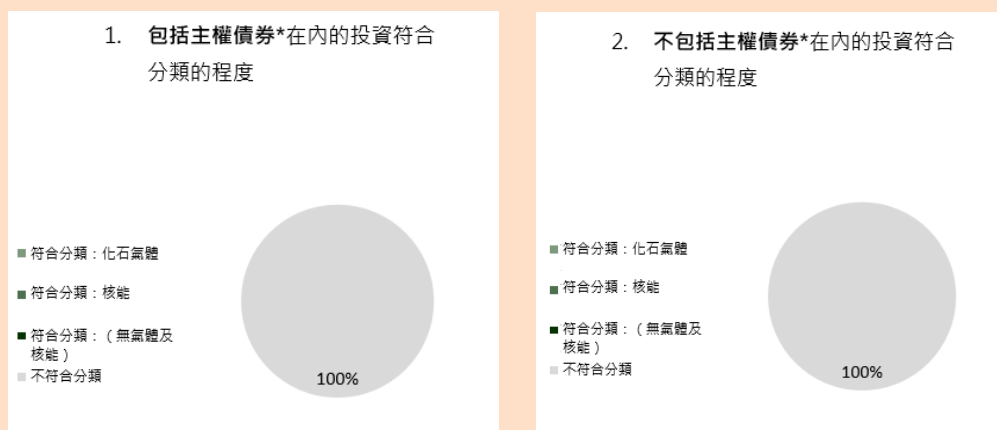 1. 包括主權債券*在內的投資符合
分類的程度
符合分類：化石氣體
符合分類：核能
符合分類：（無氣體及
核能）
不符合分類
100%
2. 不包括主權債券*在內的投資符合
分類的程度
符合分類：化石氣體
符合分類：核能
符合分類：（無氣體及
核能）
不符合分類
100%